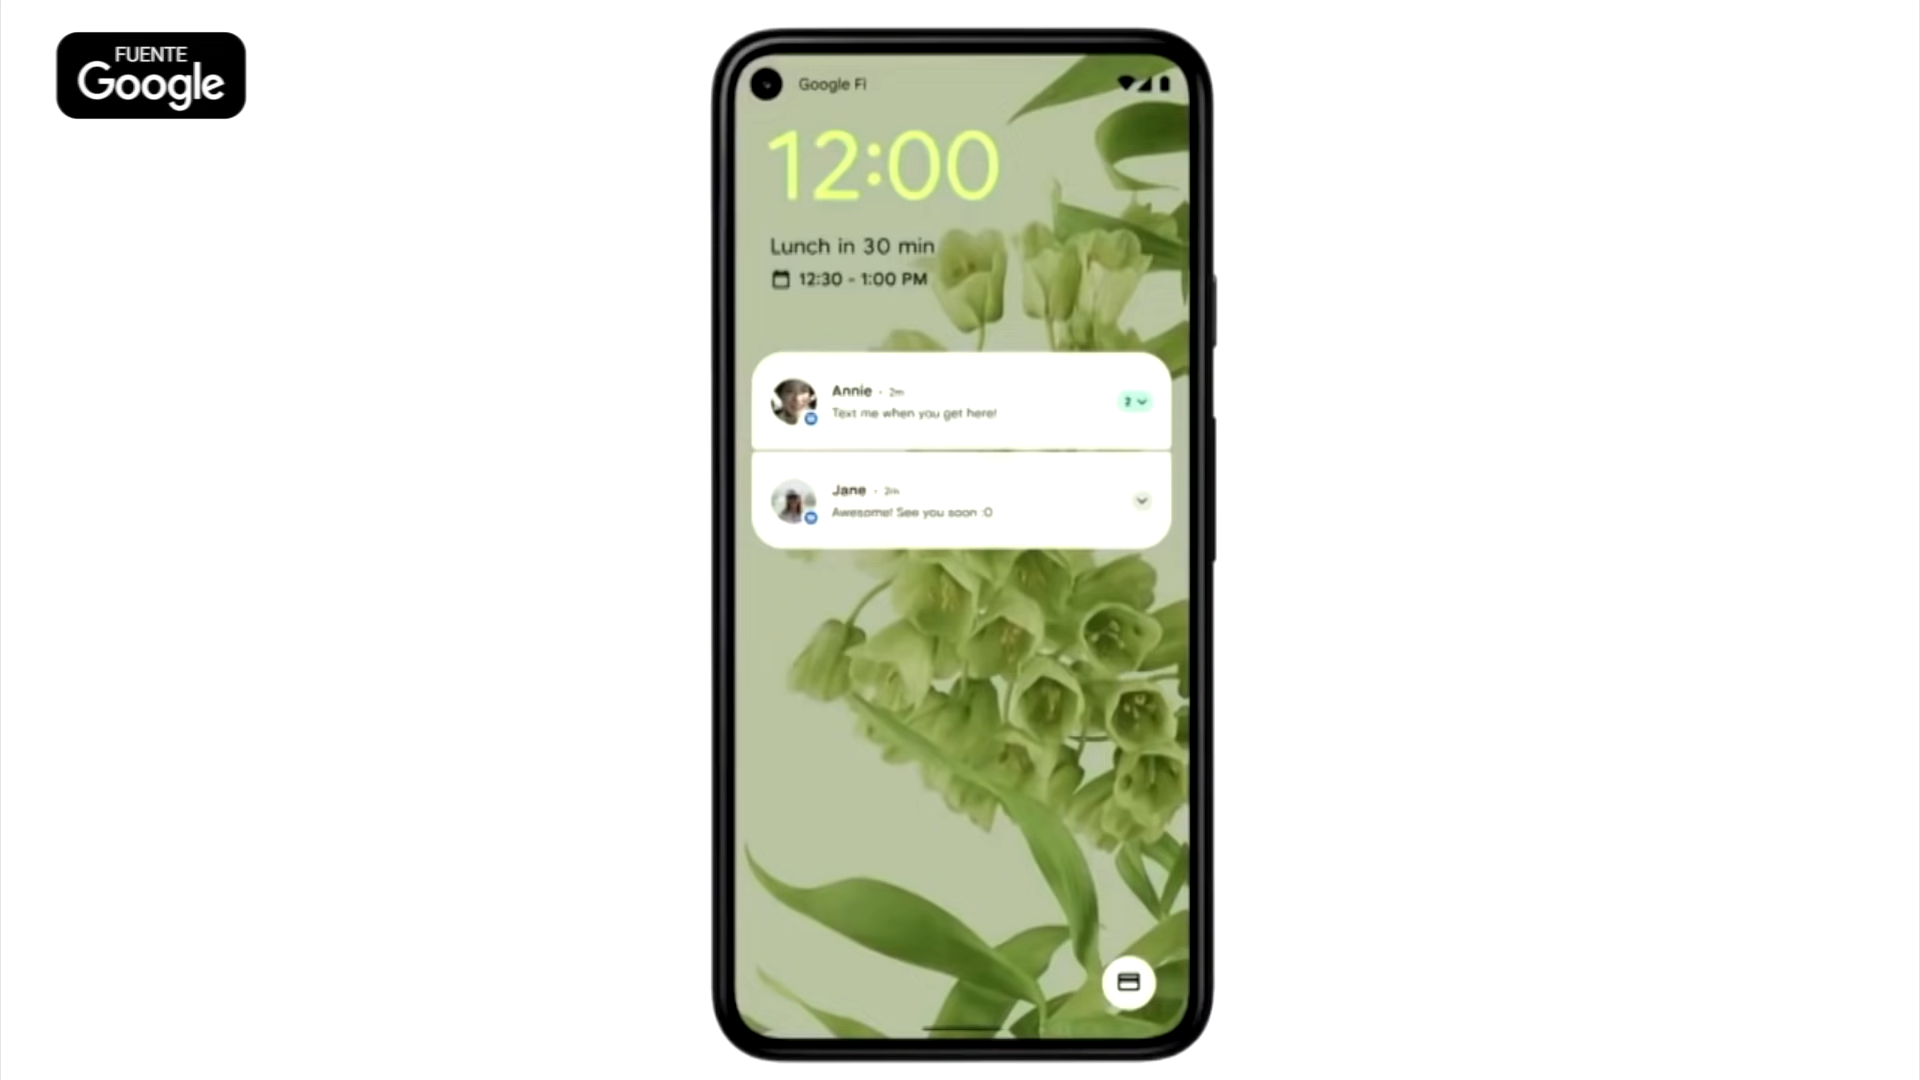 FUENTE
Google
Google Fi
12:00
Lunch in 30 min
12:30 - 1:00 PM
Annie · 2m
Text me when you get here!
2
Jane · 2m
Awesome! See you soon :O